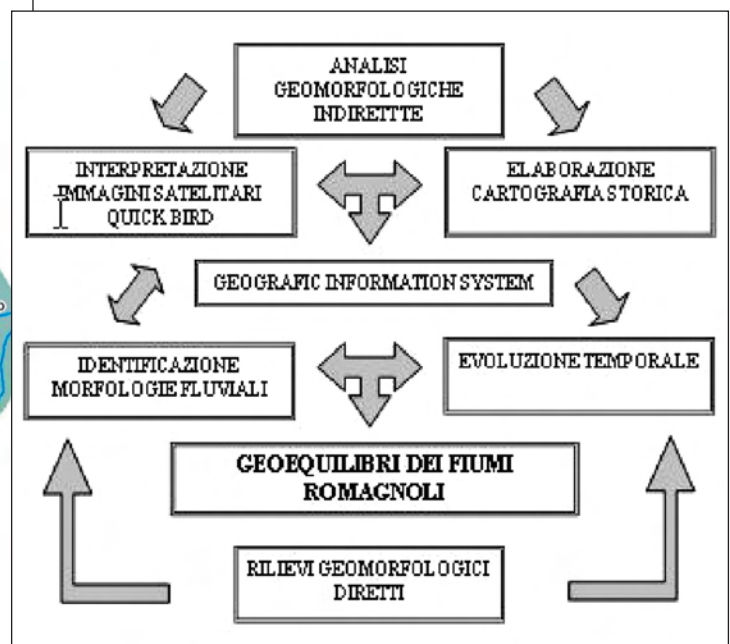 ANALISI
GEOMORFOLOGICHE
INDIRETTTE
INTERPRETAZIONE
IMMAGINI SATELITARI
QUICK BIRD
ELABORAZIONE
CARTOGRAFIA STORICA
GEOGRAFIC INFORMATION SYSTEM
IDENTIFICAZIONE
MORFOLOGIE FLUVIALI
EVOLUZIONE TEMPORALE
GEOEQUILIBRI DEI FIUMI
ROMAGNOLI
RILIEVI GEOMORFOLOGICI
DIRETTI